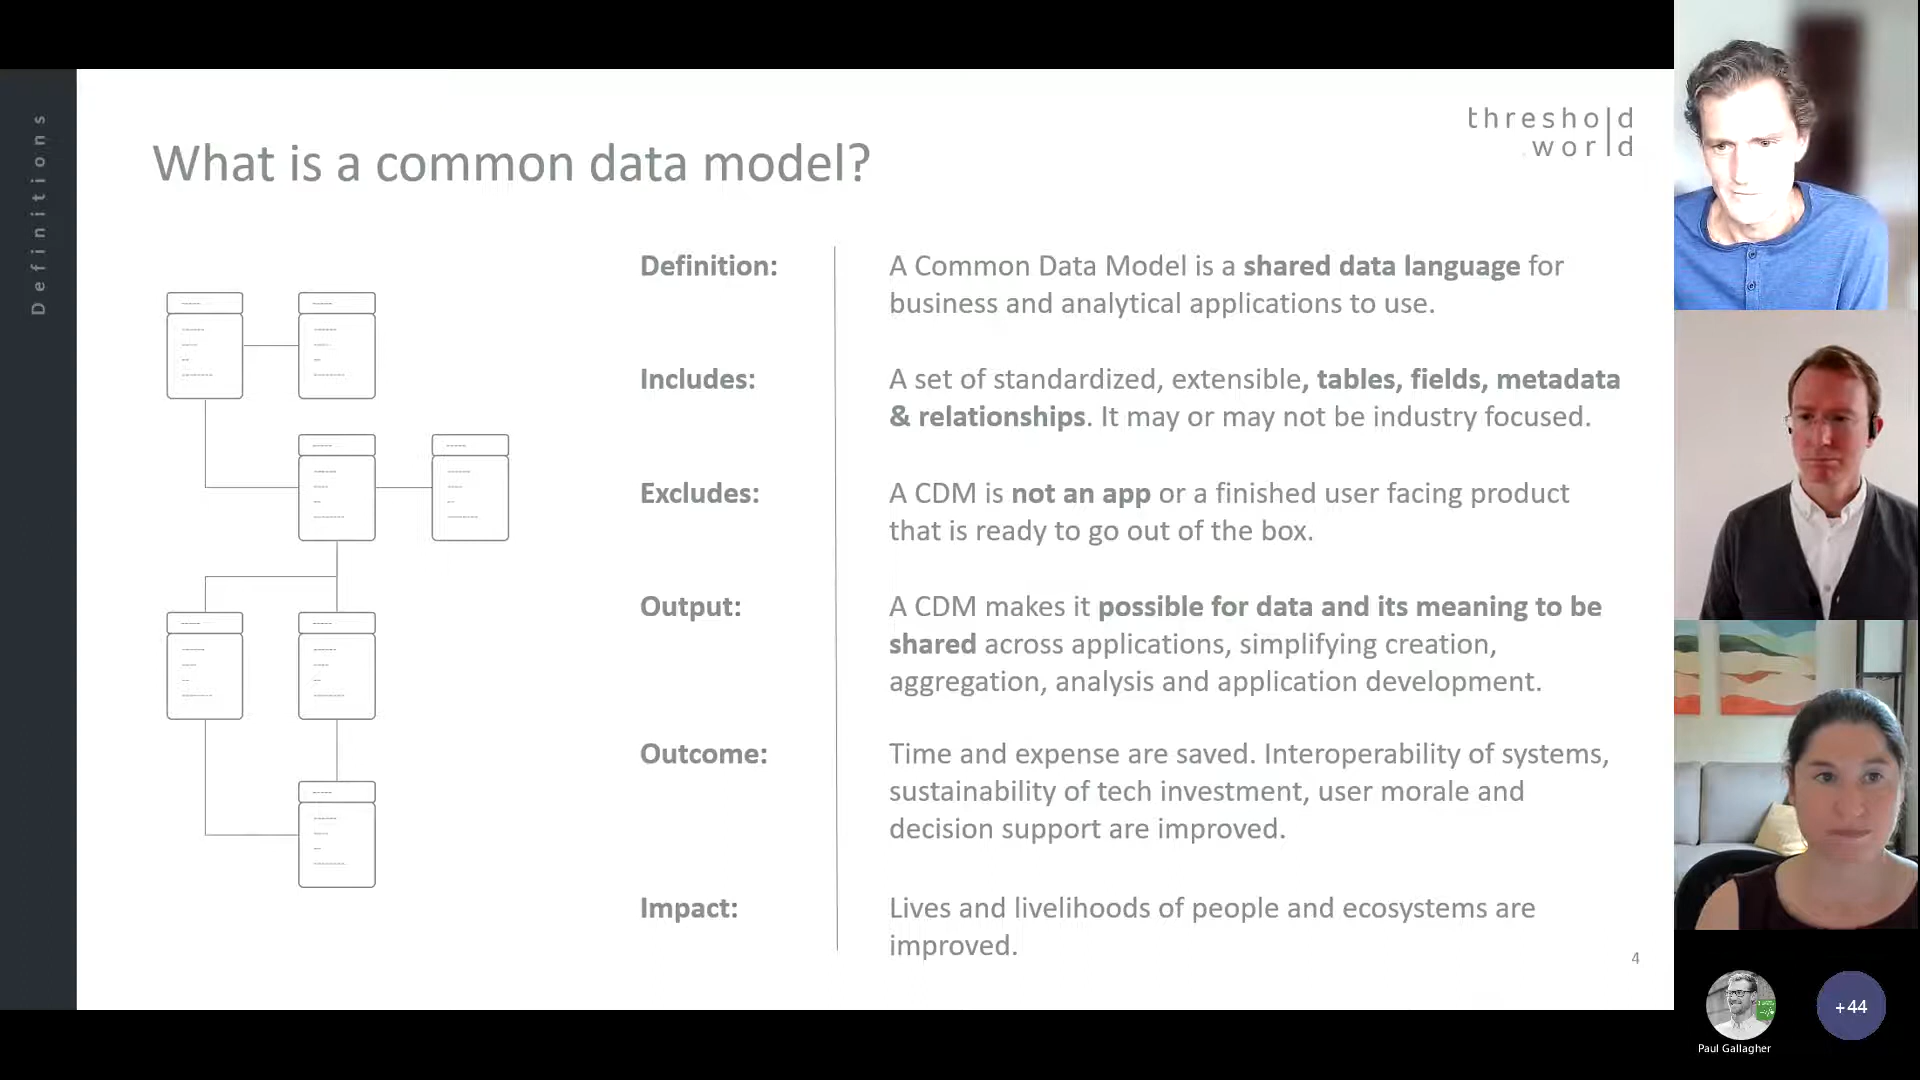 Definitions
threshold
.world
What is a common data model?
Definition:
A Common Data Model is a shared data language for
business and analytical applications to use.
Includes:
A set of standardized, extensible, tables, fields, metadata
& relationships. It may or may not be industry focused.
Excludes:
A CDM is not an app or a finished user facing product
that is ready to go out of the box.
Output:
A CDM makes it possible for data and its meaning to be
shared across applications, simplifying creation,
aggregation, analysis and application development.
Outcome:
Time and expense are saved. Interoperability of systems,
sustainability of tech investment, user morale and
decision support are improved.
Impact:
Lives and livelihoods of people and ecosystems are
improved.
4
+44
Paul Gallagher